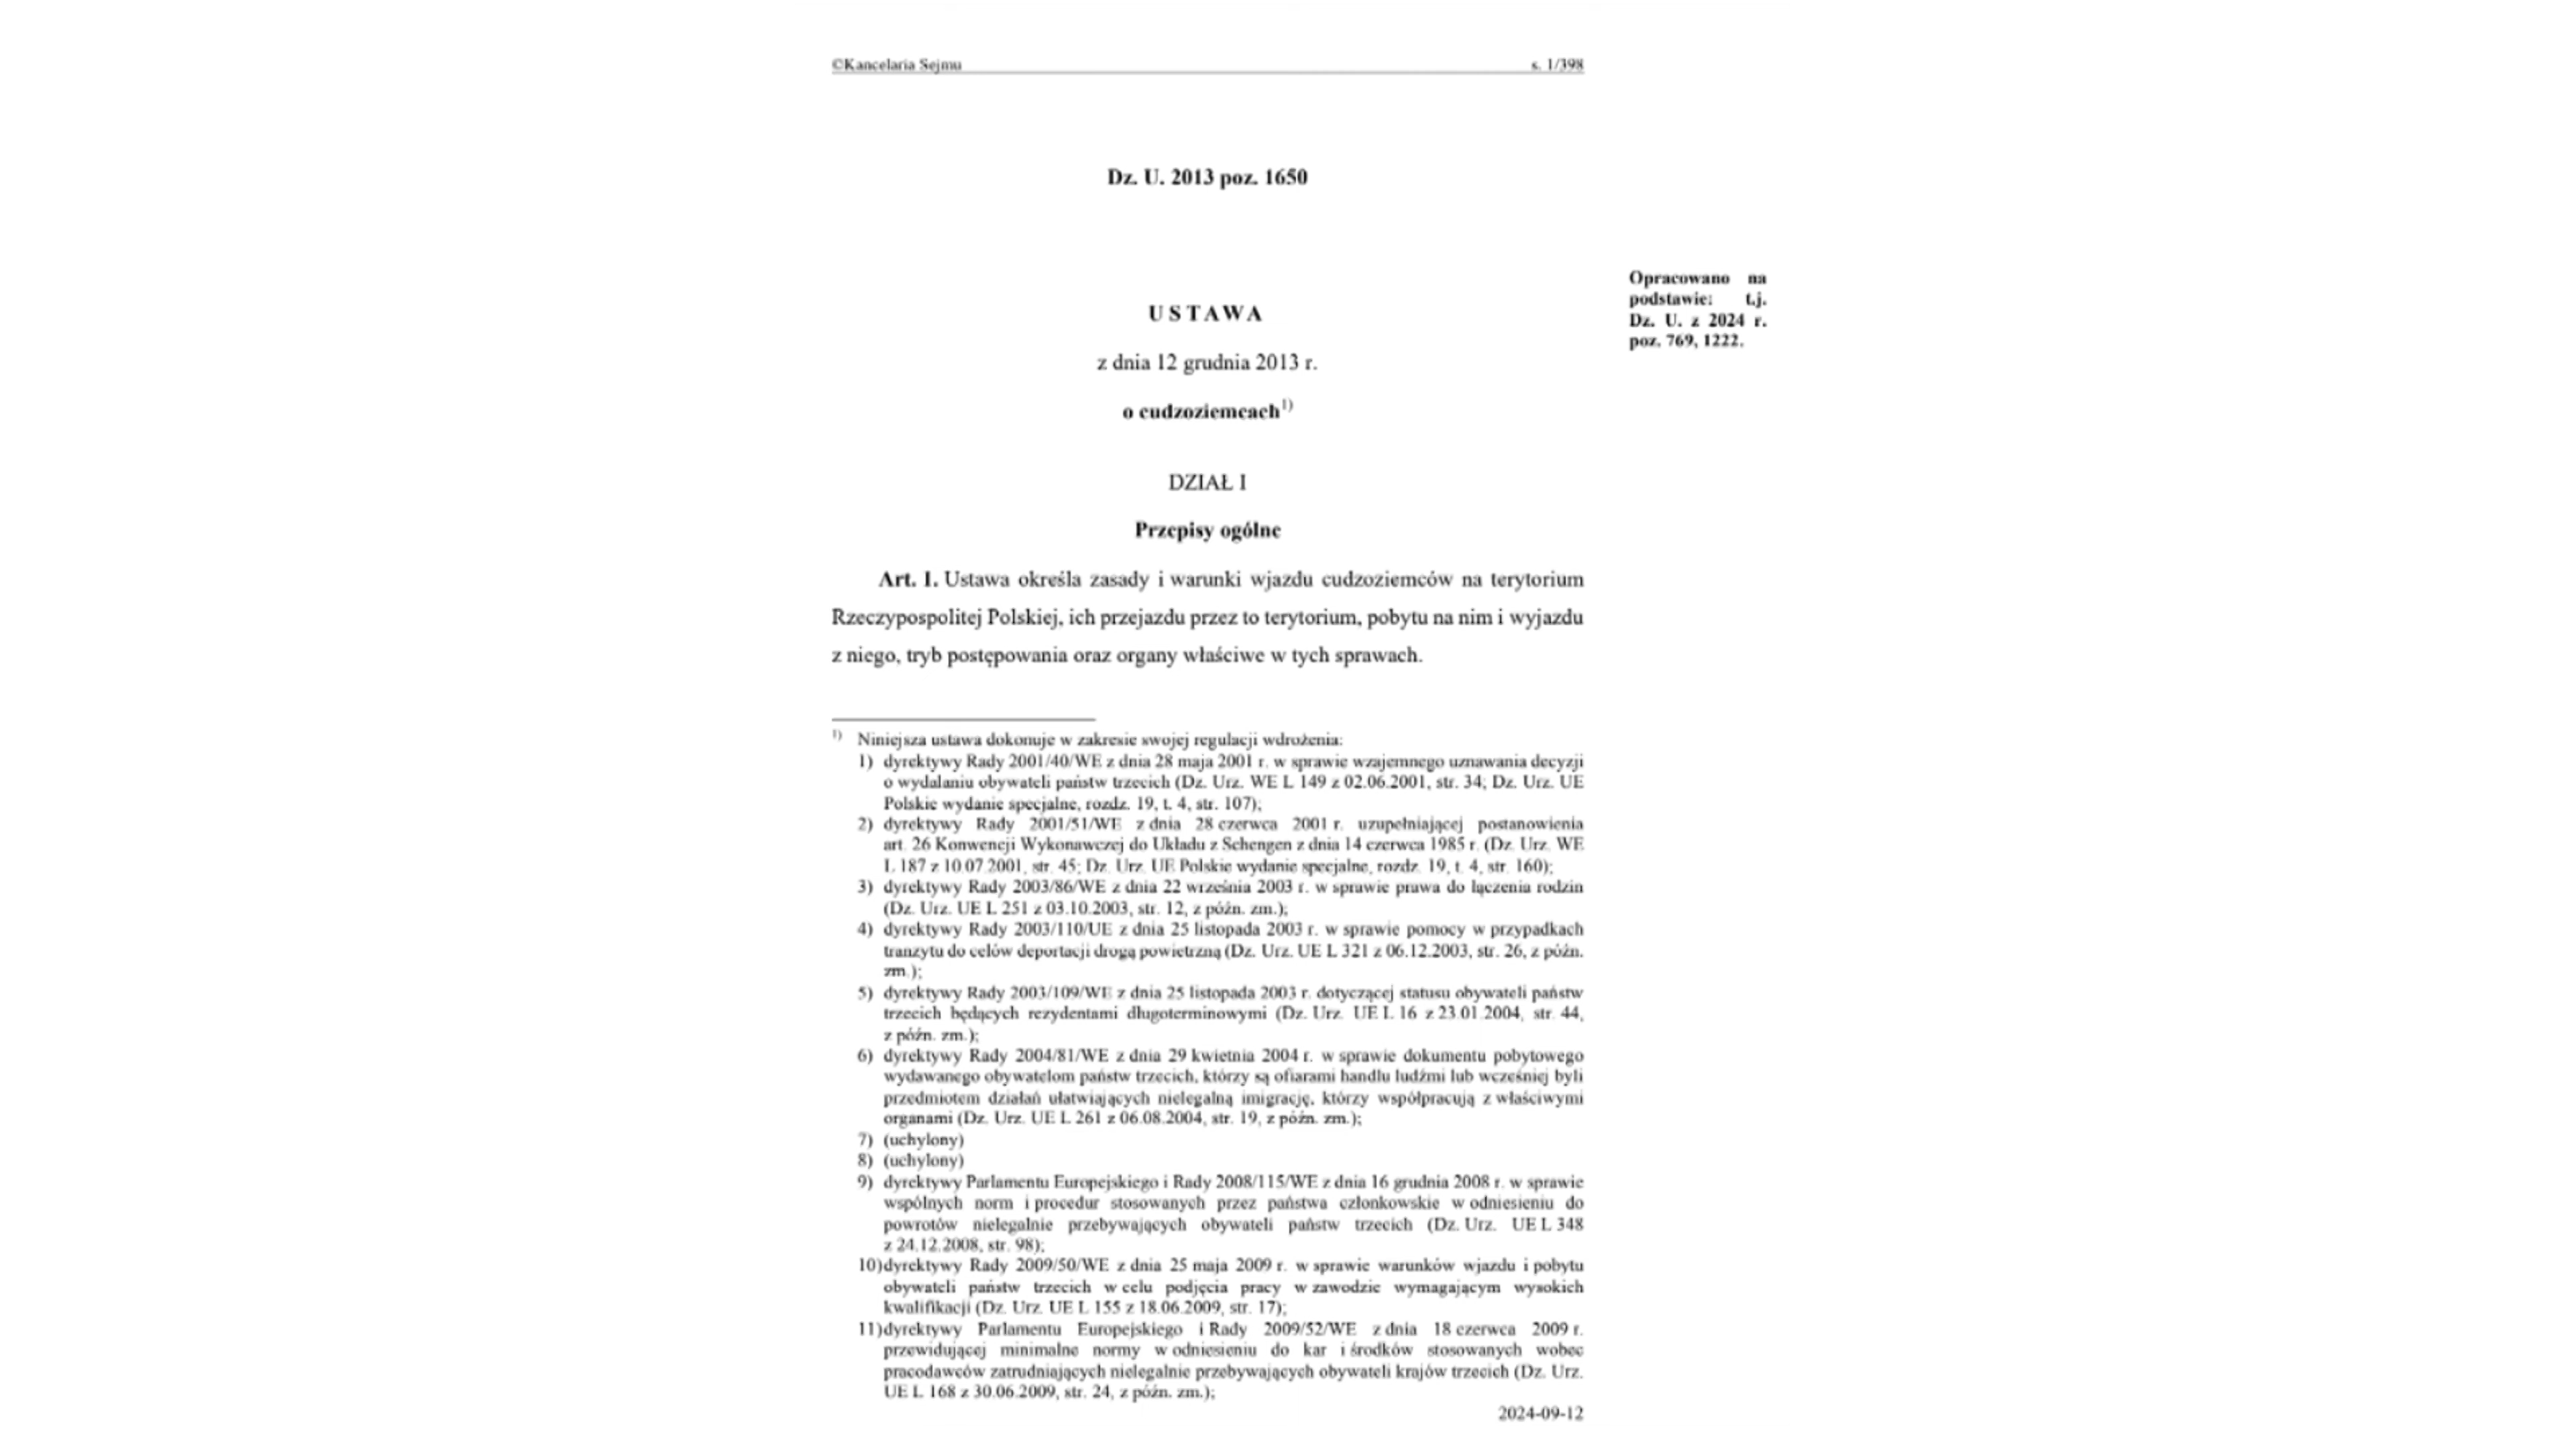 ©Kancelaria Sejmu s. 1/398
Dz. U. 2013 poz. 1650
Opracowano na
podstawie: t.j.
Dz. U. z 2024 r.
poz. 769, 1222.
U S T A W A
z dnia 12 grudnia 2013 r.
o cudzoziemcach1)
DZIAŁ I
Przepisy ogólne
Art. 1. Ustawa określa zasady i warunki wjazdu cudzoziemców na terytorium
Rzeczypospolitej Polskiej, ich przejazdu przez to terytorium, pobytu na nim i wyjazdu
z niego, tryb postępowania oraz organy właściwe w tych sprawach.
1) Niniejsza ustawa dokonuje w zakresie swojej regulacji wdrożenia:
1) dyrektywy Rady 2001/40/WE z dnia 28 maja 2001 r. w sprawie wzajemnego uznawania decyzji
o wydalaniu obywateli państw trzecich (Dz. Urz. WE L 149 z 02.06.2001, str. 34; Dz. Urz. UE
Polskie wydanie specjalne, rozdz. 19, t. 4, str. 107);
2) dyrektywy Rady 2001/51/WE z dnia 28 czerwca 2001 r. uzupełniającej postanowienia
art. 26 Konwencji Wykonawczej do Układu z Schengen z dnia 14 czerwca 1985 r. (Dz. Urz. WE
L 187 z 10.07.2001, str. 45; Dz. Urz. UE Polskie wydanie specjalne, rozdz. 19, t. 4, str. 160);
3) dyrektywy Rady 2003/86/WE z dnia 22 września 2003 r. w sprawie prawa do łączenia rodzin
(Dz. Urz. UE L 251 z 03.10.2003, str. 12, z późn. zm.);
4) dyrektywy Rady 2003/110/UE z dnia 25 listopada 2003 r. w sprawie pomocy w przypadkach
tranzytu do celów deportacji drogą powietrzną (Dz. Urz. UE L 321 z 06.12.2003, str. 26, z późn.
zm.);
5) dyrektywy Rady 2003/109/WE z dnia 25 listopada 2003 r. dotyczącej statusu obywateli państw
trzecich będących rezydentami długoterminowymi (Dz. Urz. UE L 16 z 23.01.2004, str. 44,
z późn. zm.);
6) dyrektywy Rady 2004/81/WE z dnia 29 kwietnia 2004 r. w sprawie dokumentu pobytowego
wydawanego obywatelom państw trzecich, którzy są ofiarami handlu ludźmi lub wcześniej byli
przedmiotem działań ułatwiających nielegalną imigrację, którzy współpracują z właściwymi
organami (Dz. Urz. UE L 261 z 06.08.2004, str. 19, z późn. zm.);
7) (uchylony)
8) (uchylony)
9) dyrektywy Parlamentu Europejskiego i Rady 2008/115/WE z dnia 16 grudnia 2008 r. w sprawie
wspólnych norm i procedur stosowanych przez państwa członkowskie w odniesieniu do
powrotów nielegalnie przebywających obywateli państw trzecich (Dz. Urz. UE L 348
z 24.12.2008, str. 98);
10)dyrektywy Rady 2009/50/WE z dnia 25 maja 2009 r. w sprawie warunków wjazdu i pobytu
obywateli państw trzecich w celu podjęcia pracy w zawodzie wymagającym wysokich
kwalifikacji (Dz. Urz. UE L 155 z 18.06.2009, str. 17);
11)dyrektywy Parlamentu Europejskiego i Rady 2009/52/WE z dnia 18 czerwca 2009 r.
przewidującej minimalne normy w odniesieniu do kar i środków stosowanych wobec
pracodawców zatrudniających nielegalnie przebywających obywateli krajów trzecich (Dz. Urz.
UE L 168 z 30.06.2009, str. 24, z późn. zm.);
2024-09-12